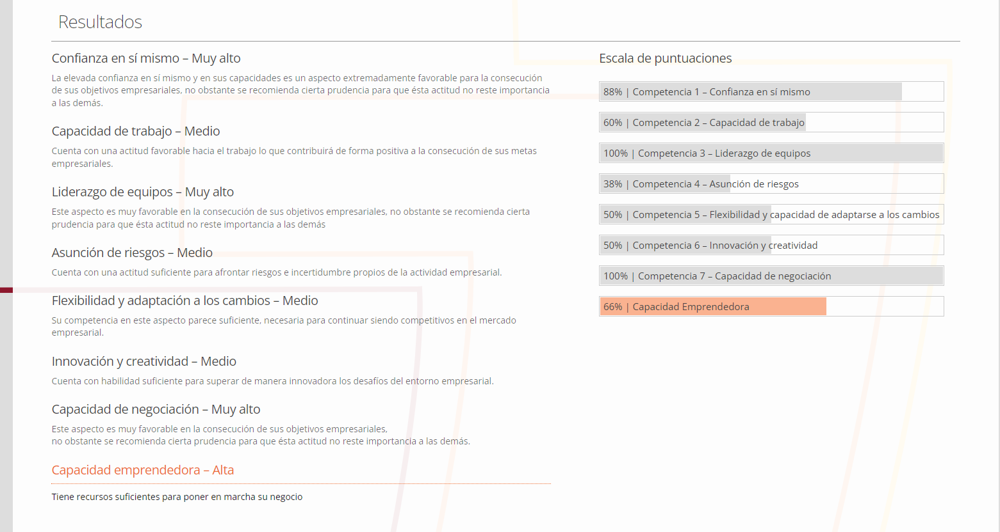 Resultados
Confianza en sí mismo – Muy alto
La elevada confianza en sí mismo y en sus capacidades es un aspecto extremadamente favorable para la consecución
de sus objetivos empresariales, no obstante se recomienda cierta prudencia para que ésta actitud no reste importancia
a las demás.
Capacidad de trabajo – Medio
Cuenta con una actitud favorable hacia el trabajo lo que contribuirá de forma positiva a la consecución de sus metas
empresariales.
Liderazgo de equipos – Muy alto
Este aspecto es muy favorable en la consecución de sus objetivos empresariales, no obstante se recomienda cierta
prudencia para que ésta actitud no reste importancia a las demás
Asunción de riesgos – Medio
Cuenta con una actitud suficiente para afrontar riesgos e incertidumbre propios de la actividad empresarial.
Flexibilidad y adaptación a los cambios – Medio
Su competencia en este aspecto parece suficiente, necesaria para continuar siendo competitivos en el mercado
empresarial.
Innovación y creatividad – Medio
Cuenta con habilidad suficiente para superar de manera innovadora los desafíos del entorno empresarial.
Capacidad de negociación – Muy alto
Este aspecto es muy favorable en la consecución de sus objetivos empresariales,
no obstante se recomienda cierta prudencia para que ésta actitud no reste importancia a las demás.
Capacidad emprendedora – Alta
Tiene recursos suficientes para poner en marcha su negocio
Escala de puntuaciones
88% | Competencia 1 – Confianza en sí mismo
60% | Competencia 2 – Capacidad de trabajo
100% | Competencia 3 – Liderazgo de equipos
38% | Competencia 4 – Asunción de riesgos
50% | Competencia 5 – Flexibilidad y capacidad de adaptarse a los cambios
50% | Competencia 6 – Innovación y creatividad
100% | Competencia 7 – Capacidad de negociación
66% | Capacidad Emprendedora